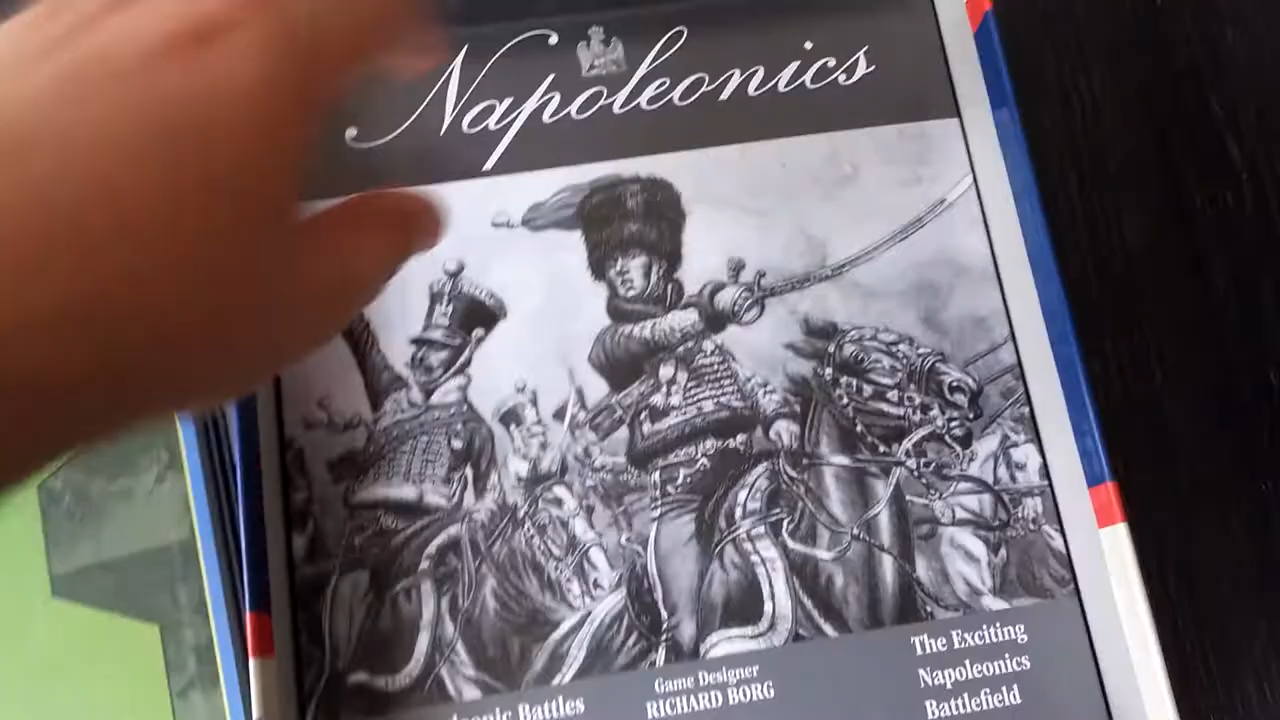 Napoleonics
Battles
Game Designer
RICHARD BORG
The Exciting
Napoleonics
Battlefield